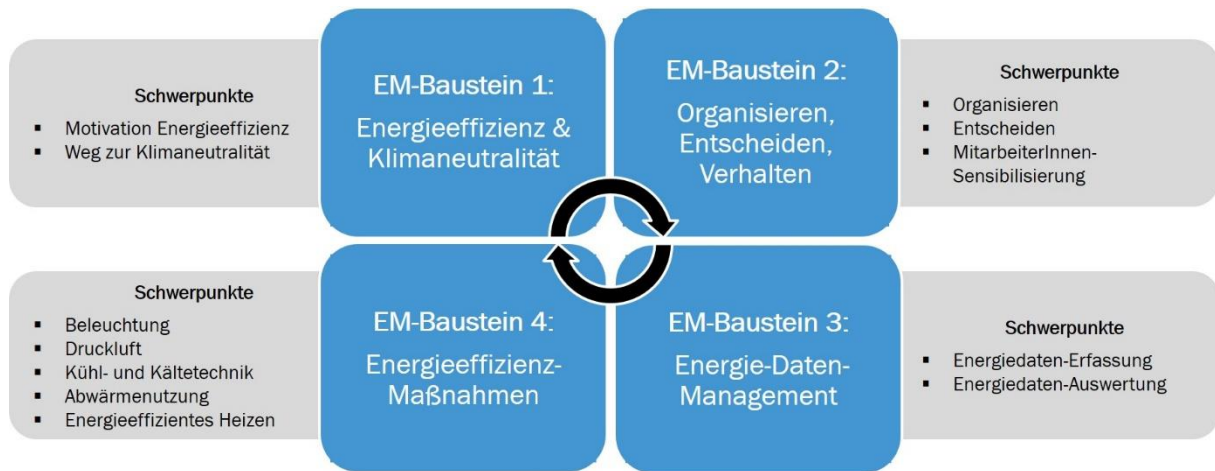 Schwerpunkte
▪ Motivation Energieeffizienz
▪ Weg zur Klimaneutralität
EM-Baustein 1:
Energieeffizienz &
Klimaneutralität
EM-Baustein 2:
Organisieren,
Entscheiden,
Verhalten
Schwerpunkte
▪ Organisieren
▪ Entscheiden
▪ MitarbeiterInnen-
Sensibilisierung
Schwerpunkte
▪ Beleuchtung
▪ Druckluft
▪ Kühl- und Kältetechnik
▪ Abwärmenutzung
▪ Energieeffizientes Heizen
EM-Baustein 4:
Energieeffizienz-
Maßnahmen
EM-Baustein 3:
Energie-Daten-
Management
Schwerpunkte
▪ Energiedaten-Erfassung
▪ Energiedaten-Auswertung